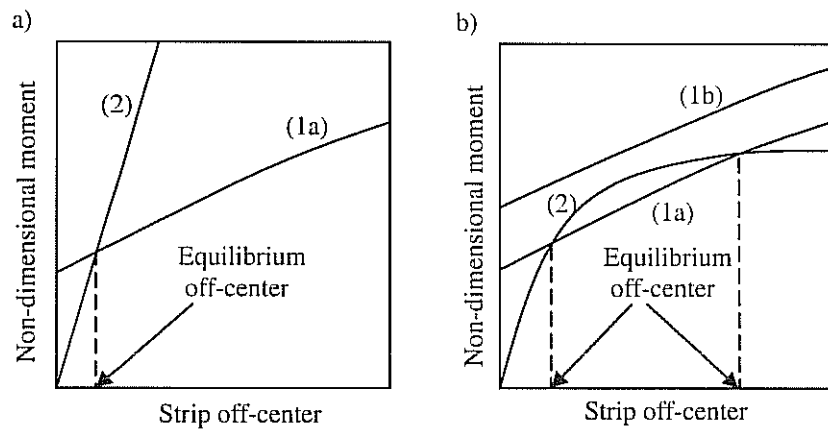 a)
Non-dimensional moment
(2)
(1a)
Equilibrium
off-center
Strip off-center
b)
Non-dimensional moment
(1b)
(2)
(1a)
Equilibrium
off-center
Strip off-center